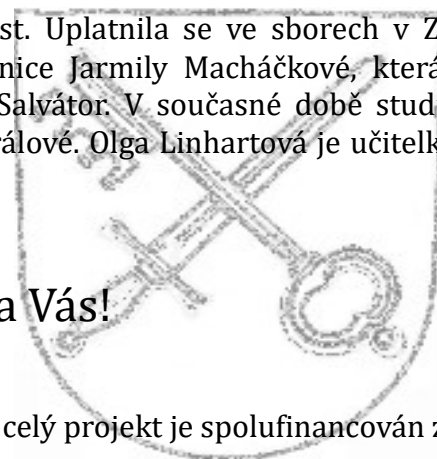 st. Uplatnila se ve sborech v Z
nice Jarmily Macháčkové, která
Salvátor. V současné době stud
rálové. Olga Linhartová je učitelk
a Vás!
celý projekt je spolufinancován z